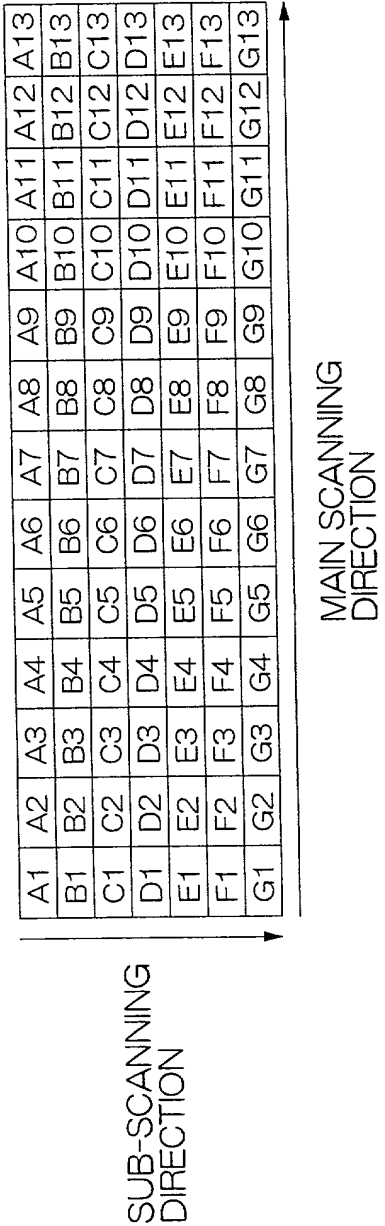 A1 A2 A3 A4 A5 A6 A7 A8 A9 A10 A11 A12 A13
B1 B2 B3 B4 B5 B6 B7 B8 B9 B10 B11 B12 B13
C1 C2 C3 C4 C5 C6 C7 C8 C9 C10 C11 C12 C13
D1 D2 D3 D4 D5 D6 D7 D8 D9 D10 D11 D12 D13
E1 E2 E3 E4 E5 E6 E7 E8 E9 E10 E11 E12 E13
F1 F2 F3 F4 F5 F6 F7 F8 F9 F10 F11 F12 F13
G1 G2 G3 G4 G5 G6 G7 G8 G9 G10 G11 G12 G13
SUB-SCANNING
DIRECTION
MAIN SCANNING
DIRECTION